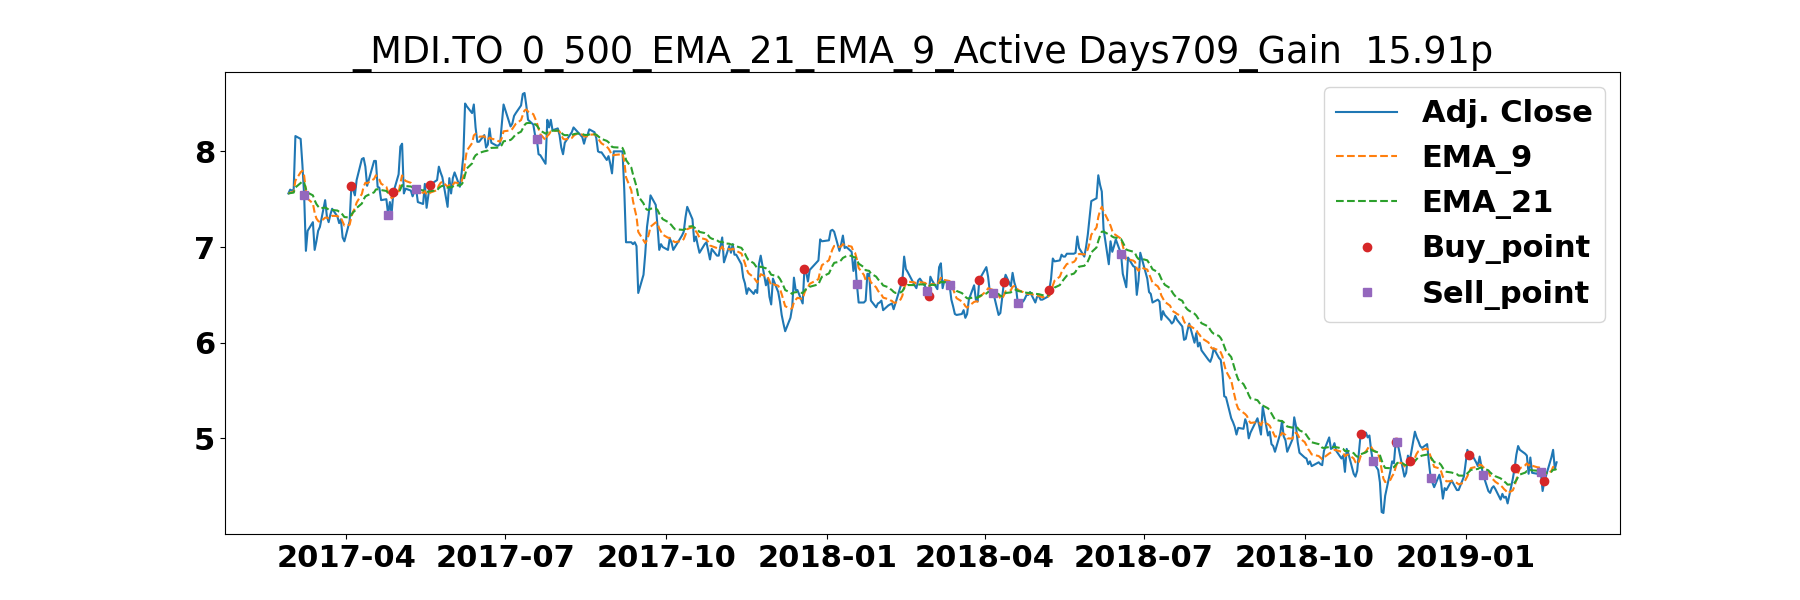 _MDI.TO_0_500_EMA_21_EMA_9_Active Days709_Gain  15.91p
Adj. Close
EMA_9
EMA_21
Buy_point
Sell_point
8
7
6
5
2017-04 2017-07 2017-10 2018-01 2018-04 2018-07 2018-10 2019-01